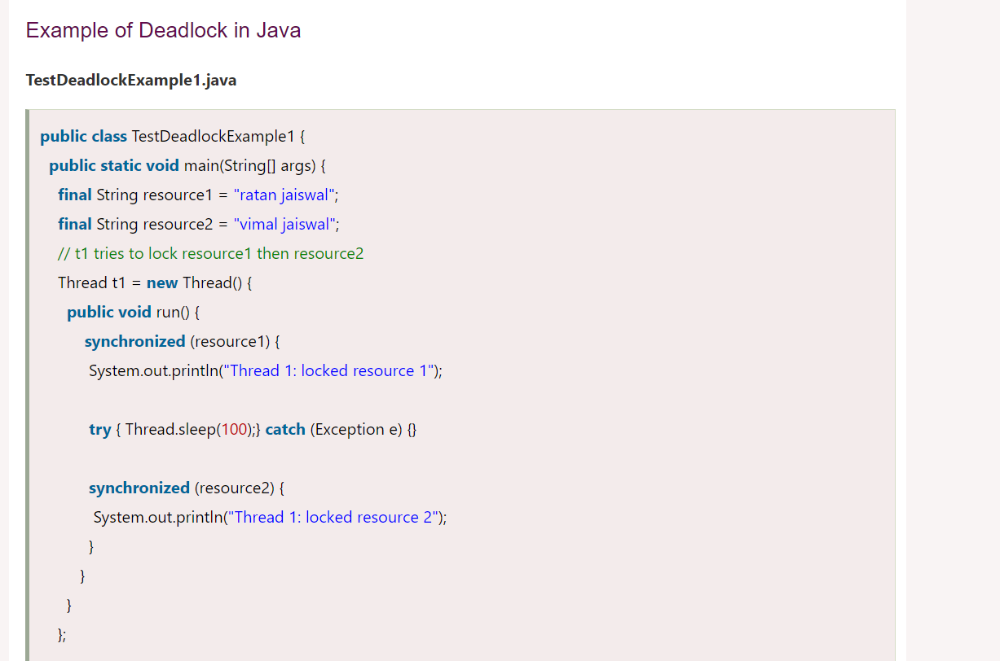 Example of Deadlock in Java
TestDeadlockExample1.java
public class TestDeadlockExample1 {
public static void main(String[] args) {
final String resource1 = "ratan jaiswal";
final String resource2 = "vimal jaiswal";
// t1 tries to lock resource1 then resource2
Thread t1 = new Thread() {
public void run() {
synchronized (resource1) {
System.out.println("Thread 1: locked resource 1");
try { Thread.sleep(100);} catch (Exception e) {}
synchronized (resource2) {
System.out.println("Thread 1: locked resource 2");
}
}
}
};